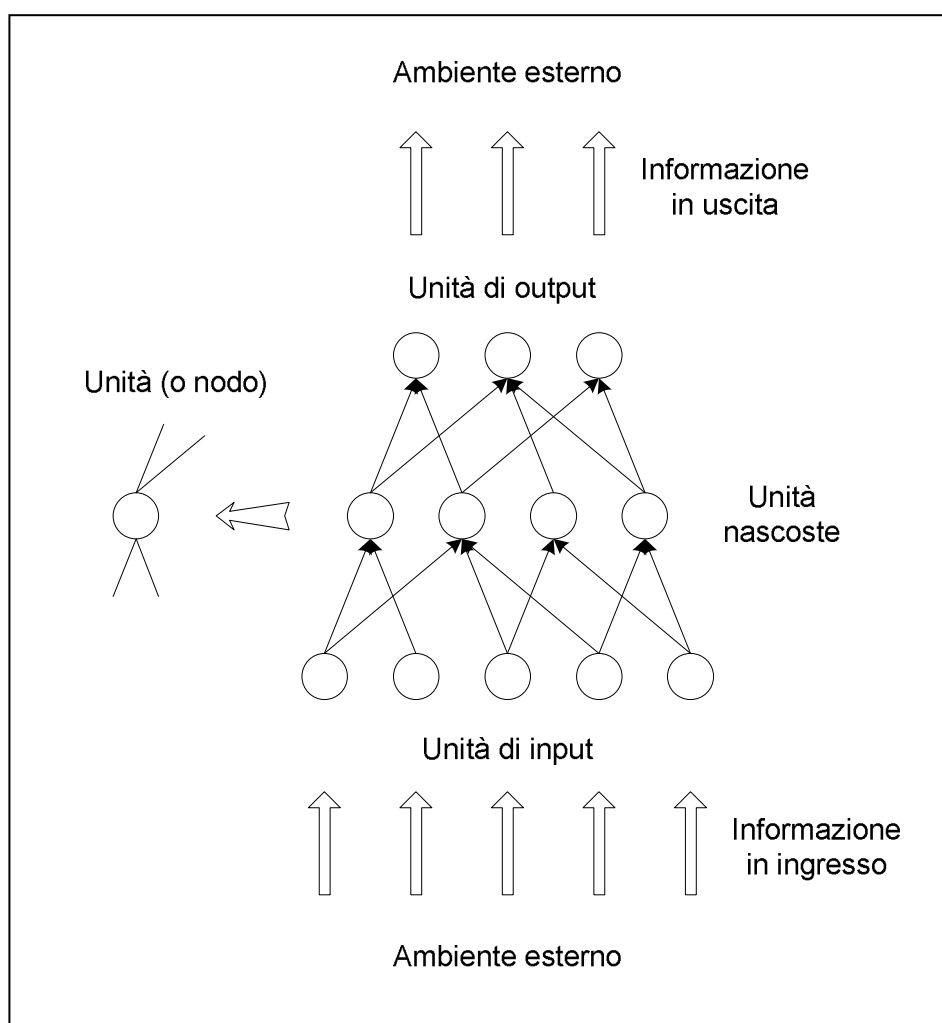 Ambiente esterno
Informazione
in uscita
Unità di output
Unità (o nodo)
Unità
nascoste
Unità di input
Informazione
in ingresso
Ambiente esterno